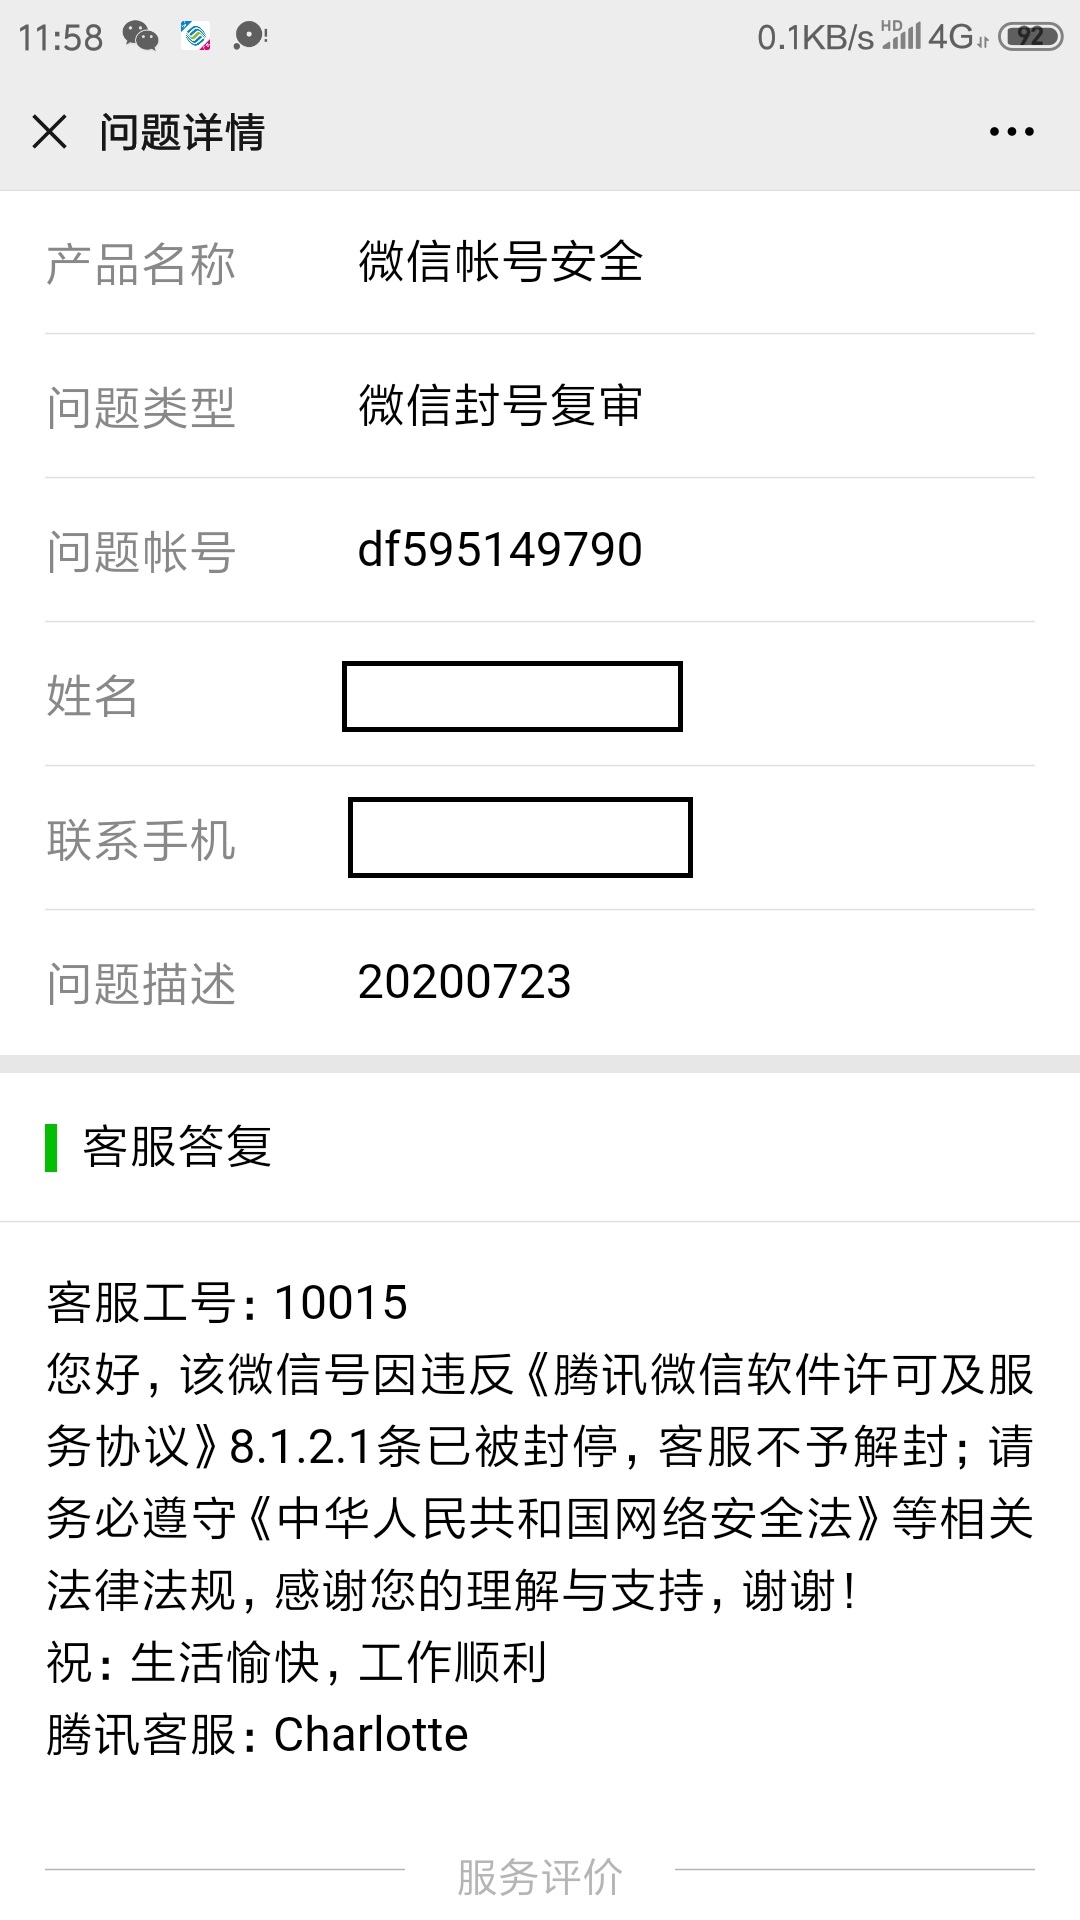 11:58 0.1KB/s HD 4G 92
问题详情
产品名称 微信帐号安全
问题类型 微信封号复审
问题帐号 df595149790
姓名
联系手机
问题描述 20200723
客服答复
客服工号：10015
您好，该微信号因违反《腾讯微信软件许可及服
务协议》8.1.2.1条已被封停，客服不予解封；请
务必遵守《中华人民共和国网络安全法》等相关
法律法规，感谢您的理解与支持，谢谢！
祝：生活愉快，工作顺利
腾讯客服：Charlotte
服务评价